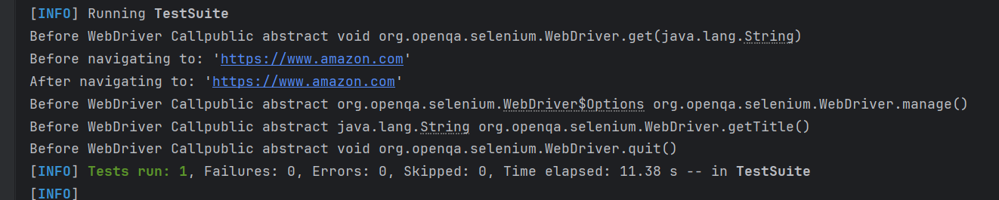 [INFO] Running TestSuite
Before WebDriver Callpublic abstract void org.openqa.selenium.WebDriver.get(java.lang.String)
Before navigating to: 'https://www.amazon.com'
After navigating to: 'https://www.amazon.com'
Before WebDriver Callpublic abstract org.openqa.selenium.WebDriver$Options org.openqa.selenium.WebDriver.manage()
Before WebDriver Callpublic abstract java.lang.String org.openqa.selenium.WebDriver.getTitle()
Before WebDriver Callpublic abstract void org.openqa.selenium.WebDriver.quit()
[INFO] Tests run: 1, Failures: 0, Errors: 0, Skipped: 0, Time elapsed: 11.38 s -- in TestSuite
[INFO]